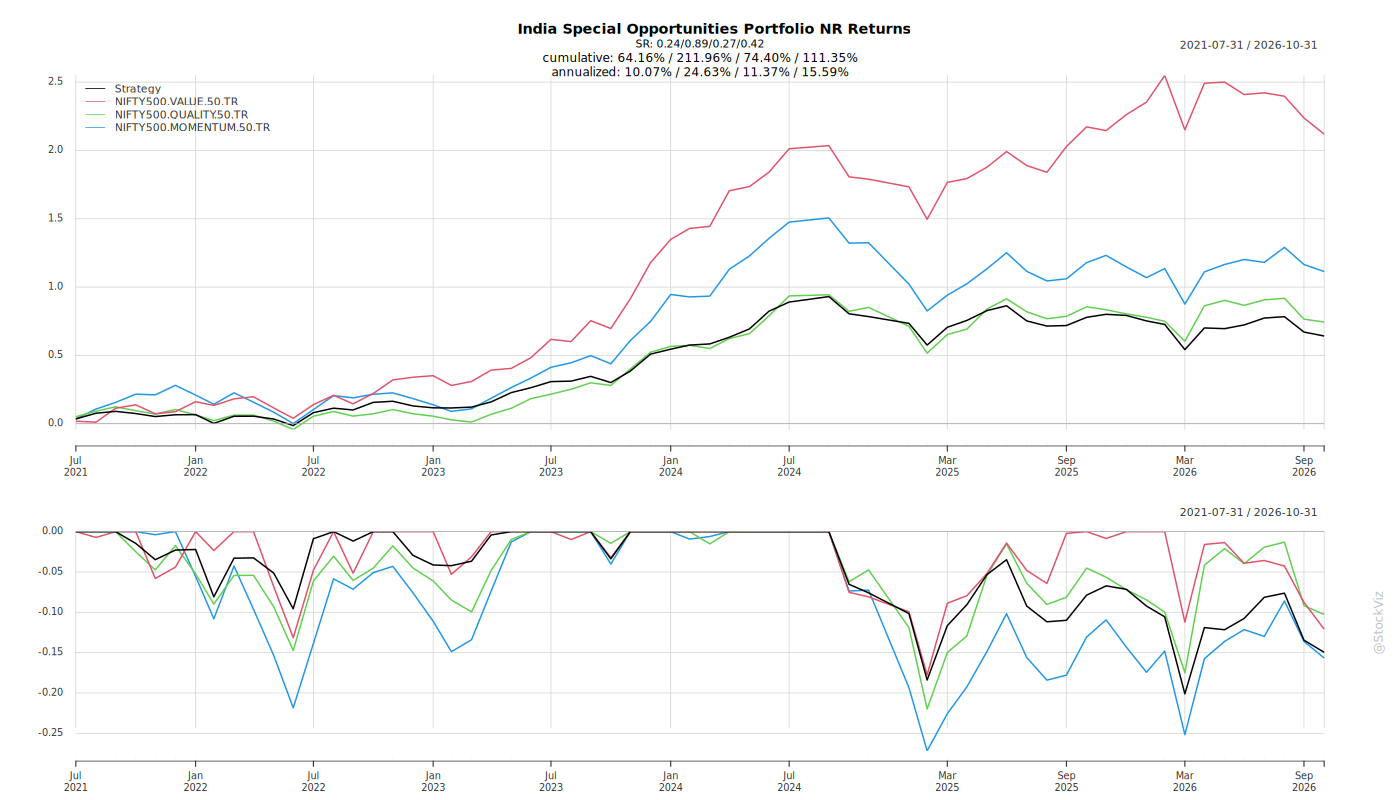 India Special Opportunities Portfolio NR Returns
SR: 0.24/0.89/0.27/0.42
cumulative: 64.16% / 211.96% / 74.40% / 111.35%
annualized: 10.07% / 24.63% / 11.37% / 15.59%
2021-07-31 / 2026-10-31
Strategy
NIFTY500.VALUE.50.TR
NIFTY500.QUALITY.50.TR
NIFTY500.MOMENTUM.50.TR
2.5
2.0
1.5
1.0
0.5
0.0
Jul Jan Jul Jan Jul Jan Jul Mar Sep Mar Sep
2021 2022 2022 2023 2023 2024 2024 2025 2025 2026 2026
2021-07-31 / 2026-10-31
0.00
-0.05
-0.10
-0.15
-0.20
-0.25
Jul Jan Jul Jan Jul Jan Jul Mar Sep Mar Sep
2021 2022 2022 2023 2023 2024 2024 2025 2025 2026 2026
@StockViz